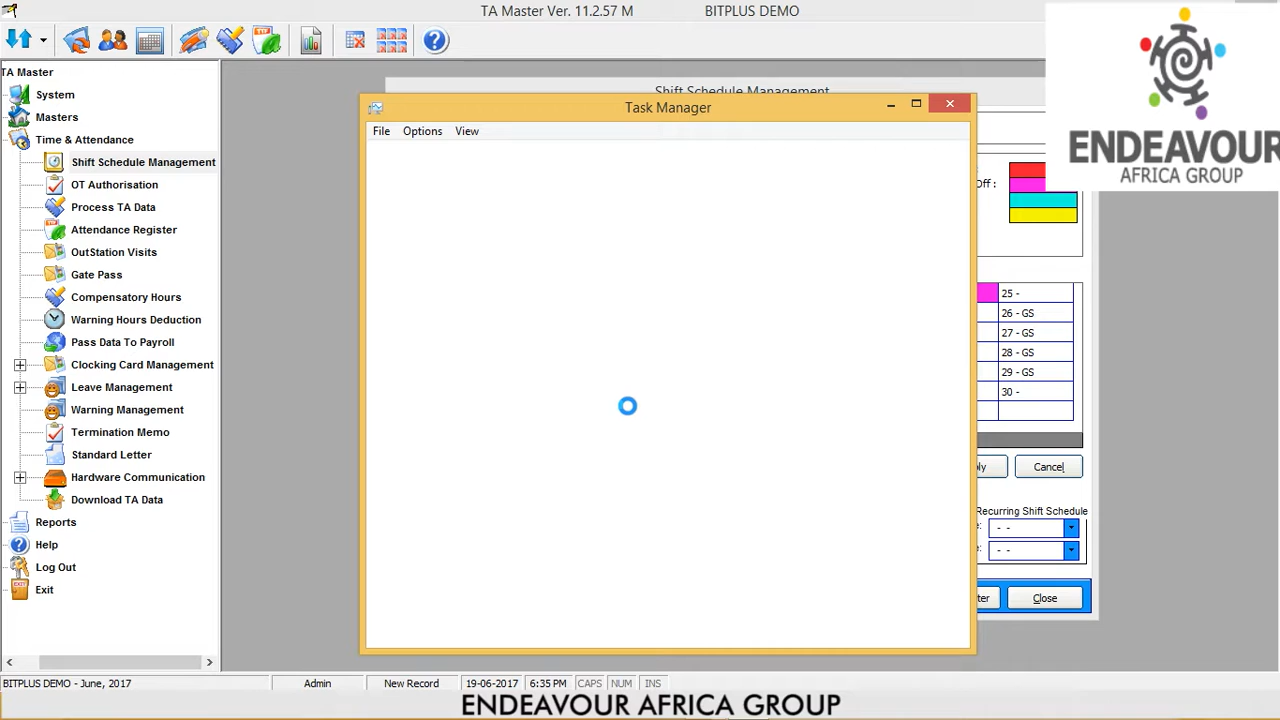 TA Master Ver. 11.2.57 M BITPLUS DEMO
TA Master
System
Masters
Time & Attendance
Shift Schedule Management
OT Authorisation
Process TA Data
Attendance Register
OutStation Visits
Gate Pass
Compensatory Hours
Warning Hours Deduction
Pass Data To Payroll
Clocking Card Management
Leave Management
Warning Management
Termination Memo
Standard Letter
Hardware Communication
Download TA Data
Reports
Help
Log Out
Exit
Shift Schedule Management
Task Manager
File Options View
Off :
25 -
26 - GS
27 - GS
28 - GS
29 - GS
30 -
Cancel
Recurring Shift Schedule
- -
- -
Close
ENDEAVOUR
AFRICA GROUP
BITPLUS DEMO - June, 2017 Admin New Record 19-06-2017 6:35 PM CAPS NUM INS
ENDEAVOUR AFRICA GROUP